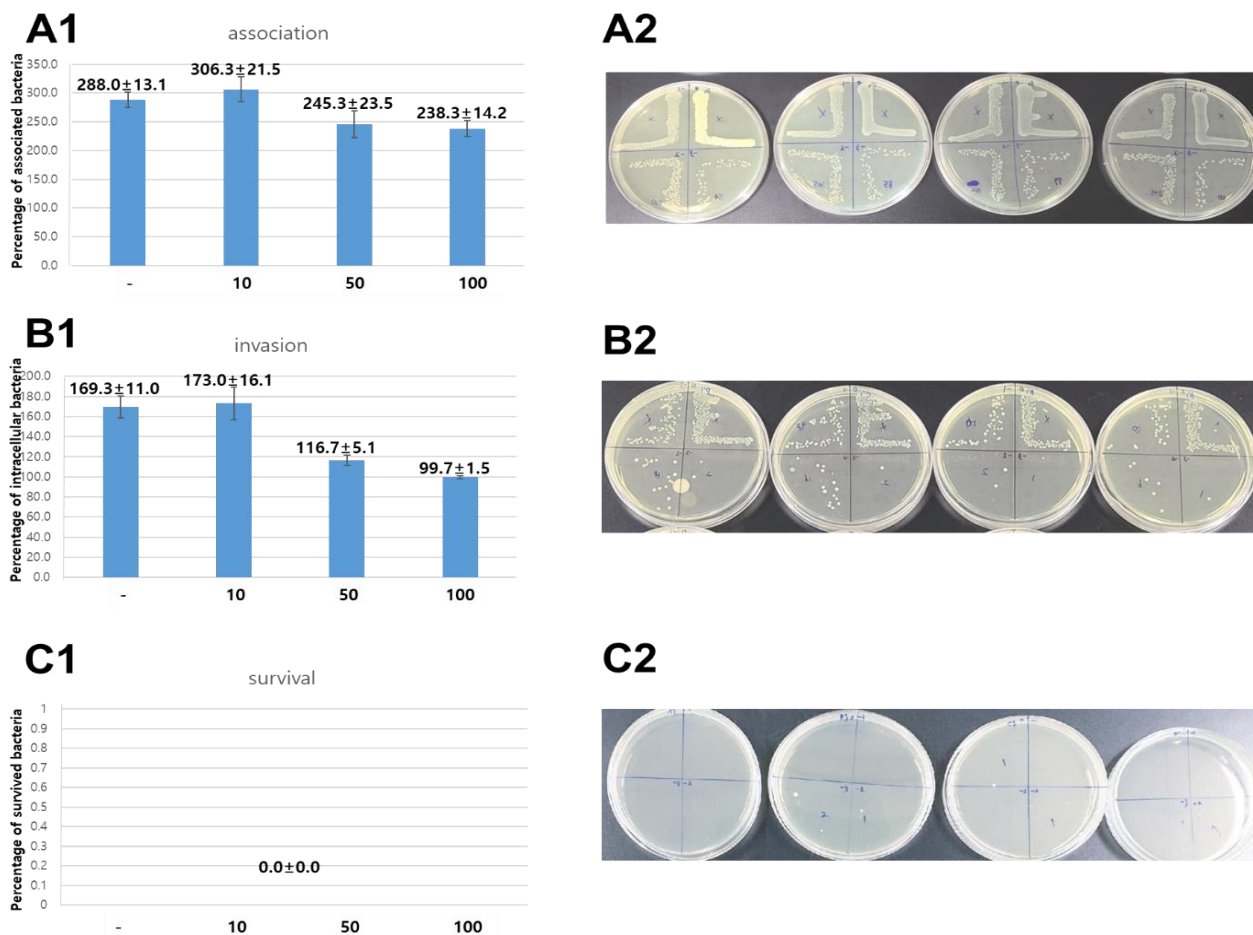 A1
association
Percentage of associated bacteria
350.0
300.0
250.0
200.0
150.0
100.0
50.0
0.0
288.0±13.1
306.3±21.5
245.3±23.5
238.3±14.2
- 10 50 100
A2
B1
invasion
Percentage of intracellular bacteria
200.0
180.0
160.0
140.0
120.0
100.0
80.0
60.0
40.0
20.0
0.0
169.3±11.0
173.0±16.1
116.7±5.1
99.7±1.5
- 10 50 100
B2
C1
survival
Percentage of survived bacteria
1
0.9
0.8
0.7
0.6
0.5
0.4
0.3
0.2
0.1
0
0.0±0.0
- 10 50 100
C2